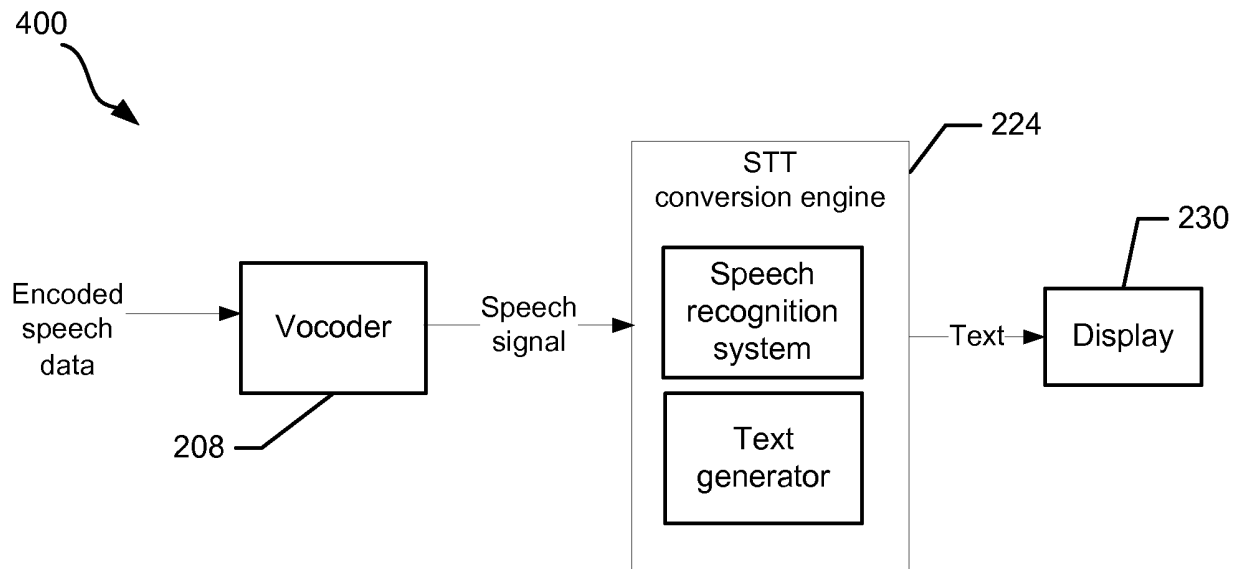 400
224
STT
conversion engine
230
Encoded
speech
data
Vocoder
Speech
signal
Speech
recognition
system
Text
Display
208
Text
generator